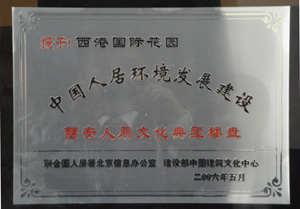 授于:西港国际花园
中国人居环境发展建设
西安人居文化典型楼盘
联合国人居署北京信息办公室 建设部中国建筑文化中心
二00六年五月